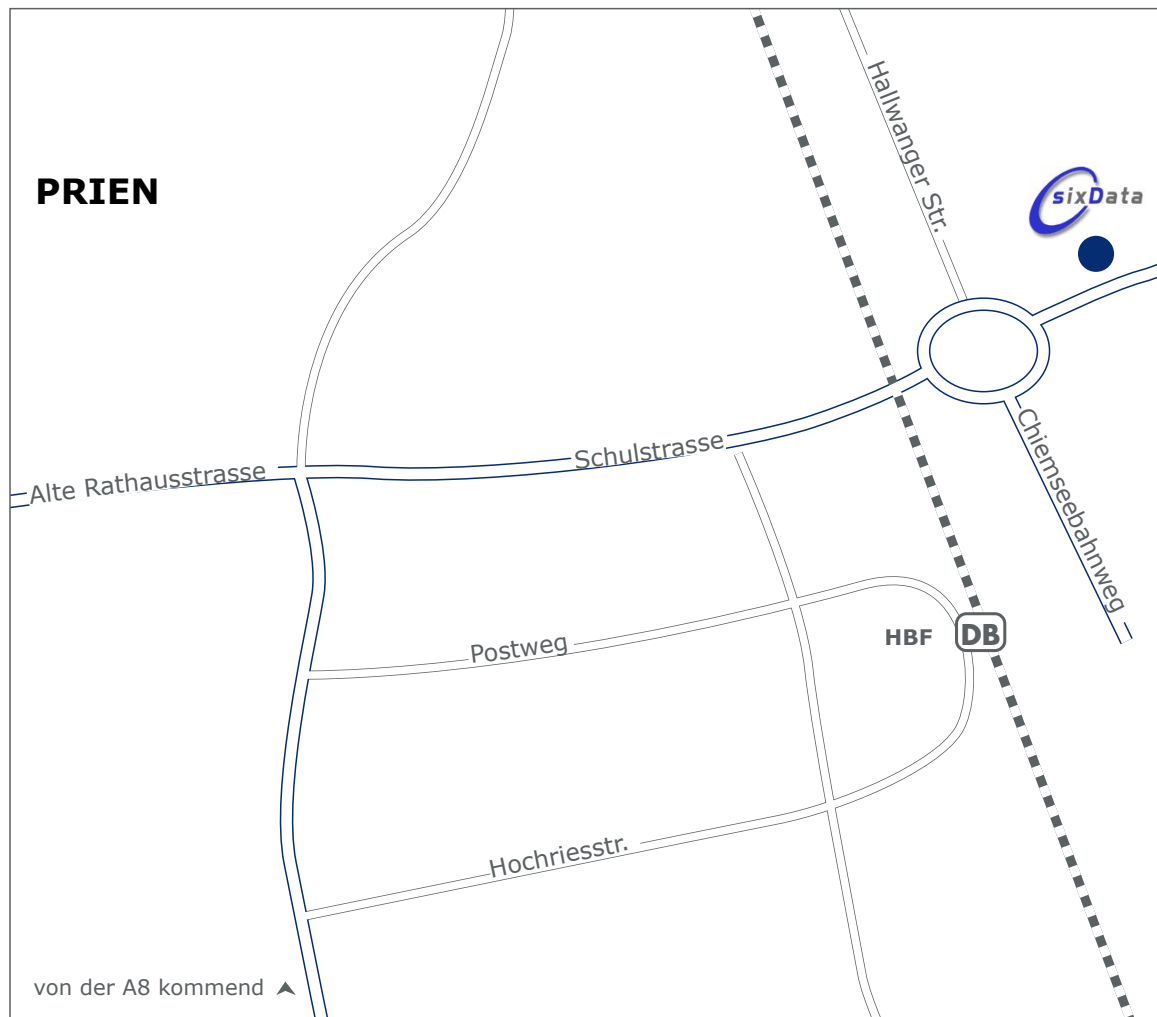 Hallwanger Str.
PRIEN
sixData
Schulstrasse
Alte Rathausstrasse
Chiemseebahnweg
Postweg
HBF
DB
Hochriesstr.
von der A8 kommend